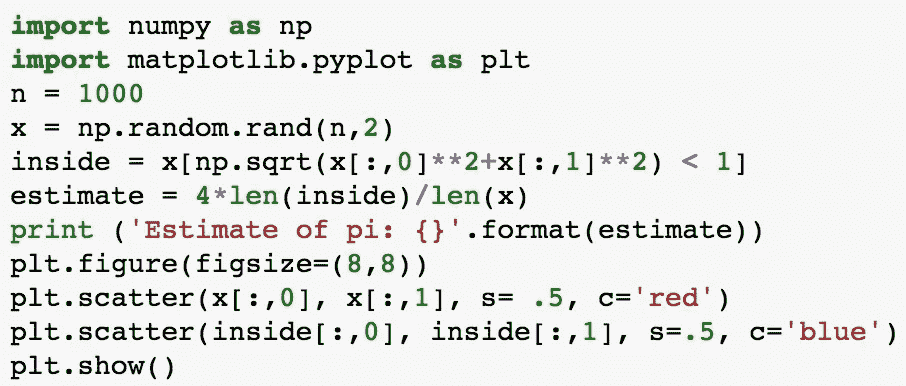 import numpy as np
import matplotlib.pyplot as plt
n = 1000
x = np.random.rand(n,2)
inside = x[np.sqrt(x[:,0]**2+x[:,1]**2) < 1]
estimate = 4*len(inside)/len(x)
print ('Estimate of pi: {}'.format(estimate))
plt.figure(figsize=(8,8))
plt.scatter(x[:,0], x[:,1], s= .5, c='red')
plt.scatter(inside[:,0], inside[:,1], s=.5, c='blue')
plt.show()